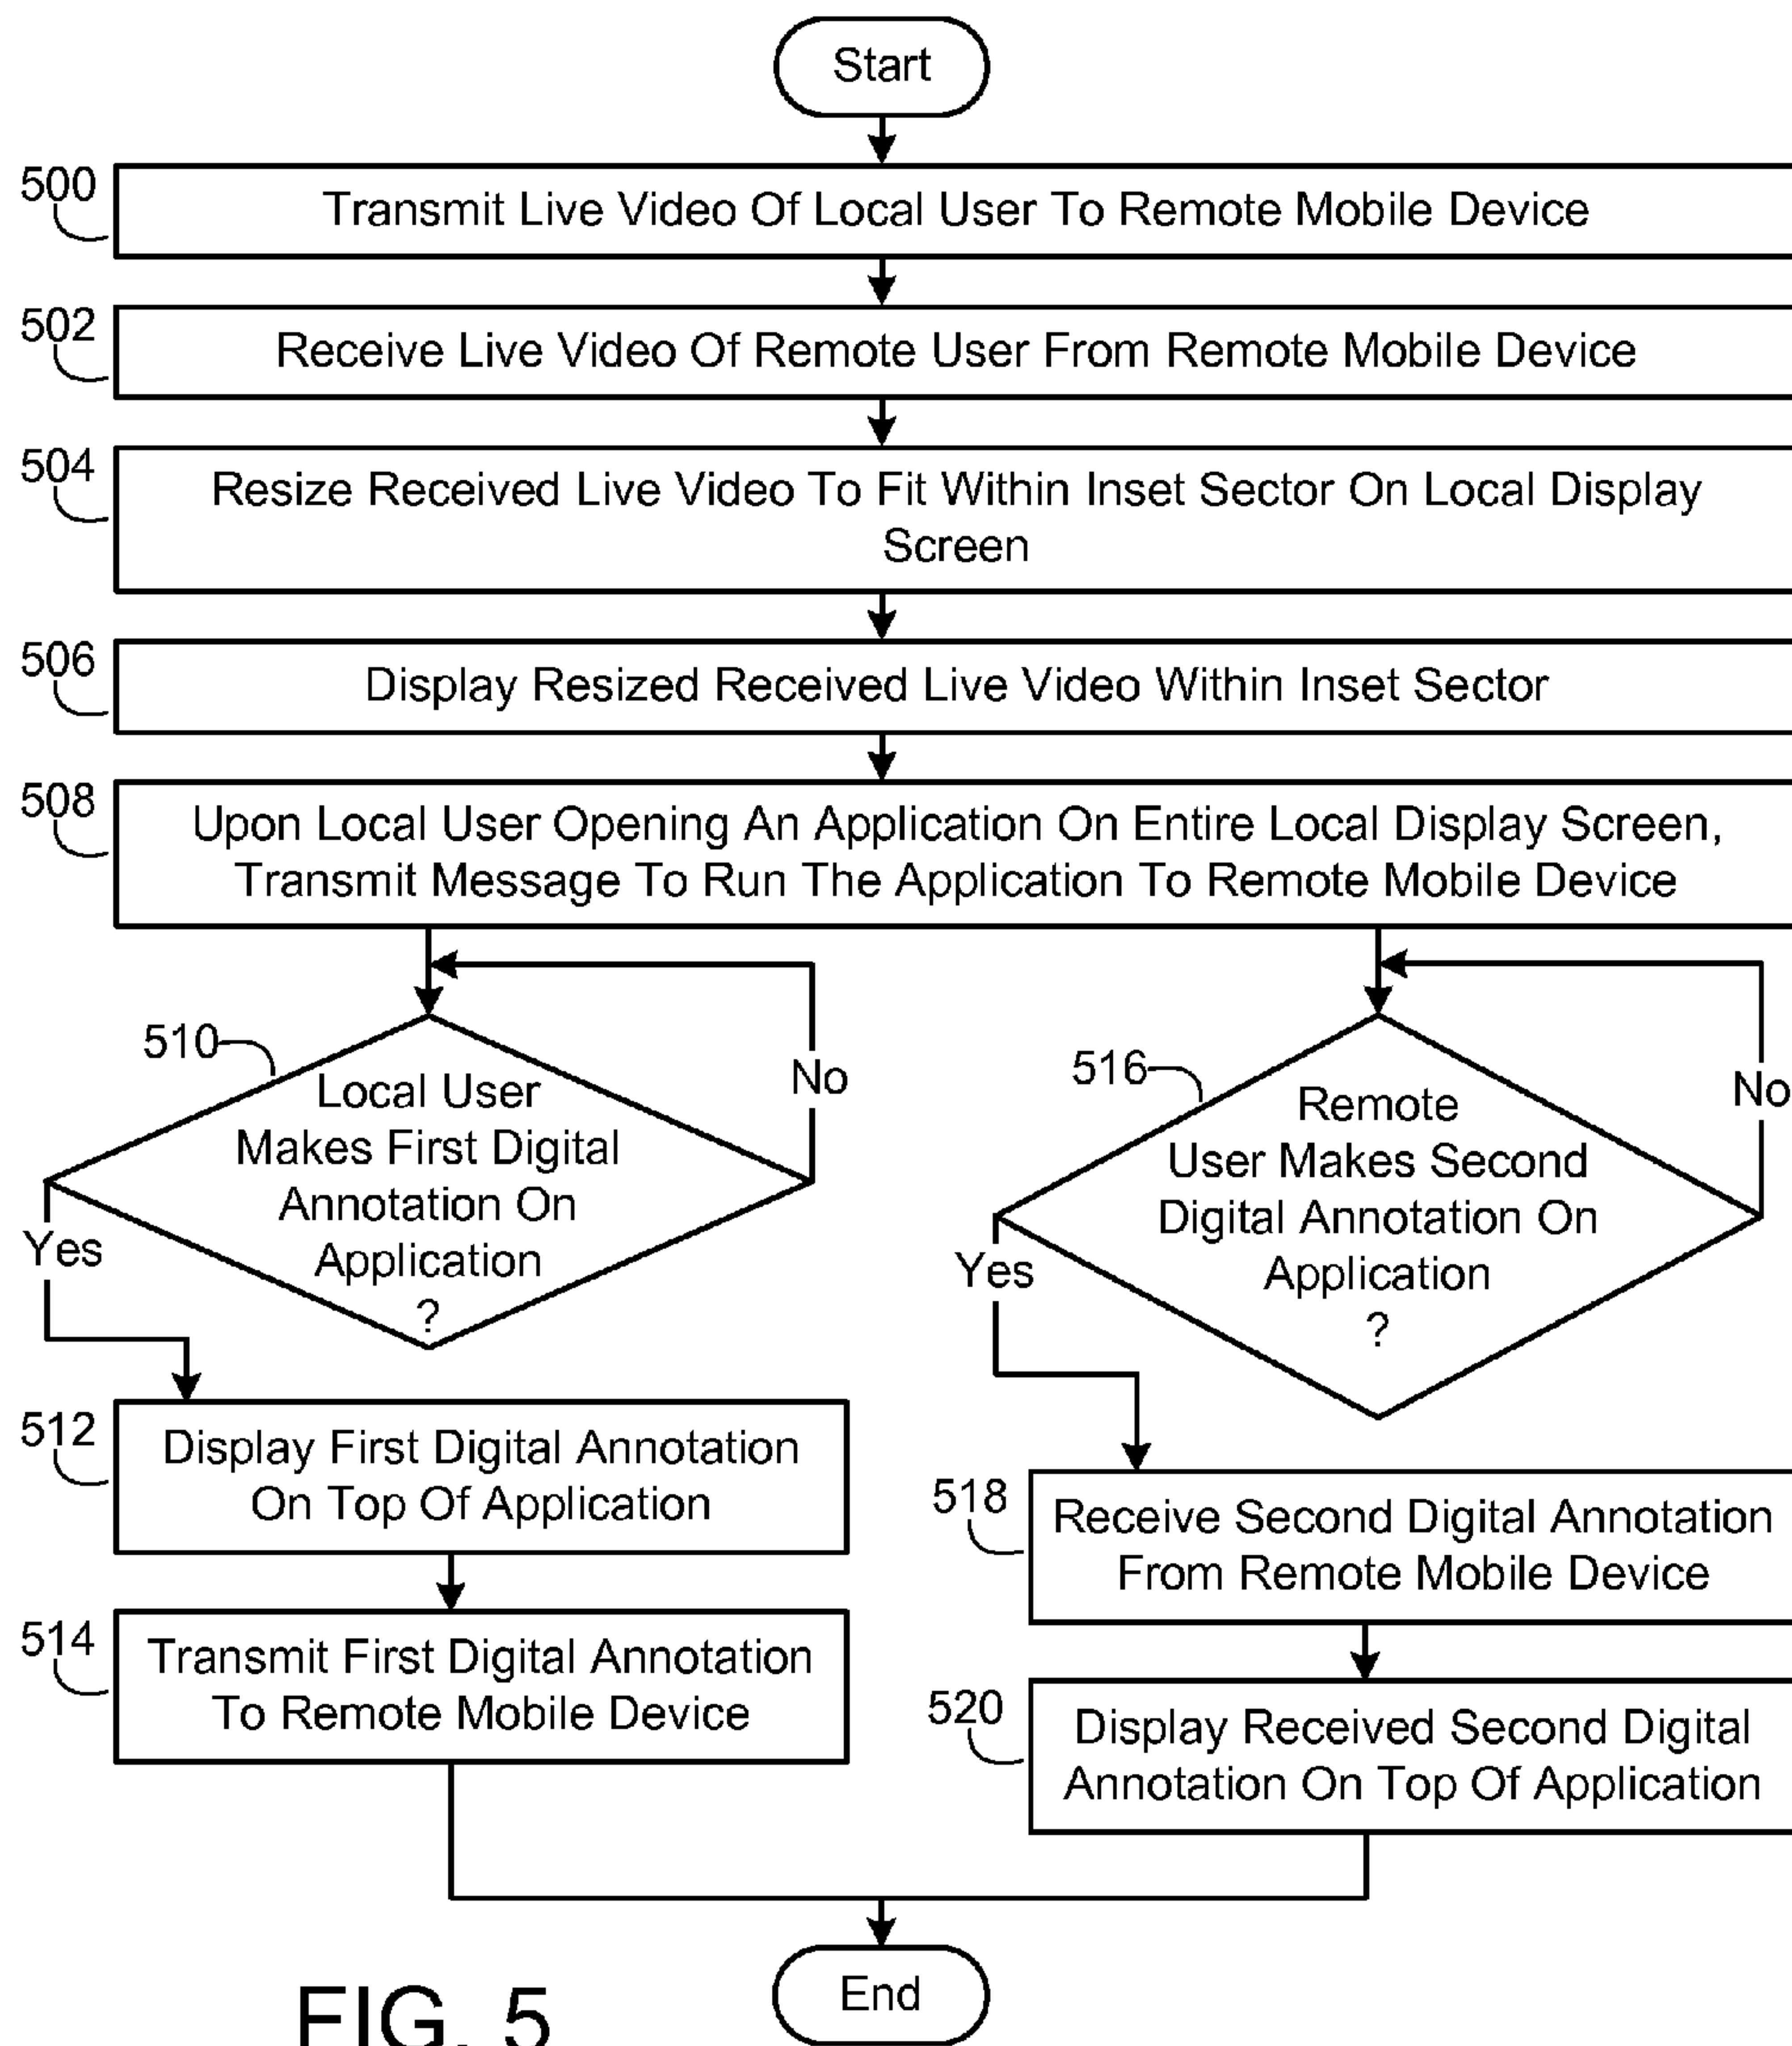 Start
500
Transmit Live Video Of Local User To Remote Mobile Device
502
Receive Live Video Of Remote User From Remote Mobile Device
504
Resize Received Live Video To Fit Within Inset Sector On Local Display
Screen
506
Display Resized Received Live Video Within Inset Sector
508
Upon Local User Opening An Application On Entire Local Display Screen,
Transmit Message To Run The Application To Remote Mobile Device
510
Local User
Makes First Digital
Annotation On
Application
?
No
Yes
512
Display First Digital Annotation
On Top Of Application
514
Transmit First Digital Annotation
To Remote Mobile Device
516
Remote
User Makes Second
Digital Annotation On
Application
?
No
Yes
518
Receive Second Digital Annotation
From Remote Mobile Device
520
Display Received Second Digital
Annotation On Top Of Application
End
FIG. 5